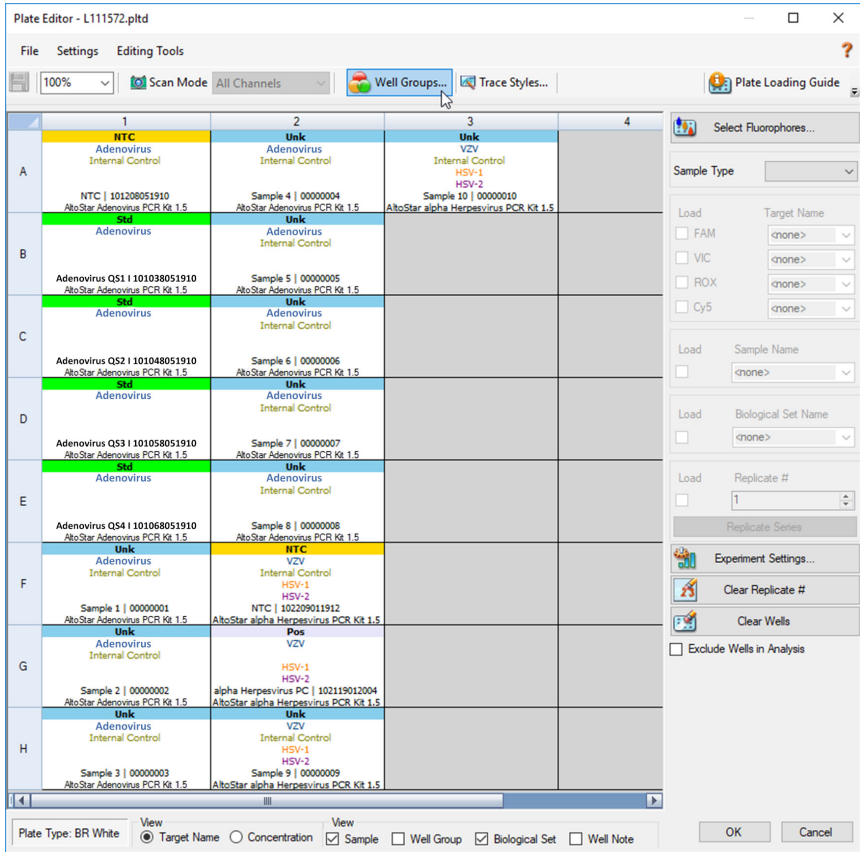 Plate Editor - L111572.pltd
File Settings Editing Tools ?
100% Scan Mode All Channels Well Groups... Trace Styles... Plate Loading Guide
1 2 3 4
A
NTC
Adenovirus
Internal Control
NTC | 101208051910
AltoStar Adenovirus PCR Kit 1.5
Unk
Adenovirus
Internal Control
Sample 4 | 00000004
AltoStar Adenovirus PCR Kit 1.5
Unk
VZV
Internal Control
HSV-1
HSV-2
Sample 10 | 00000010
AltoStar alpha Herpesvirus PCR Kit 1.5
B
Std
Adenovirus
Adenovirus QS1 I 101038051910
AltoStar Adenovirus PCR Kit 1.5
Unk
Adenovirus
Internal Control
Sample 5 | 00000005
AltoStar Adenovirus PCR Kit 1.5
C
Std
Adenovirus
Adenovirus QS2 I 101048051910
AltoStar Adenovirus PCR Kit 1.5
Unk
Adenovirus
Internal Control
Sample 6 | 00000006
AltoStar Adenovirus PCR Kit 1.5
D
Std
Adenovirus
Adenovirus QS3 I 101058051910
AltoStar Adenovirus PCR Kit 1.5
Unk
Adenovirus
Internal Control
Sample 7 | 00000007
AltoStar Adenovirus PCR Kit 1.5
E
Std
Adenovirus
Adenovirus QS4 I 101068051910
AltoStar Adenovirus PCR Kit 1.5
Unk
Adenovirus
Internal Control
Sample 8 | 00000008
AltoStar Adenovirus PCR Kit 1.5
F
Unk
Adenovirus
Internal Control
Sample 1 | 00000001
AltoStar Adenovirus PCR Kit 1.5
NTC
VZV
Internal Control
HSV-1
HSV-2
NTC | 102209011912
AltoStar alpha Herpesvirus PCR Kit 1.5
G
Unk
Adenovirus
Internal Control
Sample 2 | 00000002
AltoStar Adenovirus PCR Kit 1.5
Pos
VZV
HSV-1
HSV-2
alpha Herpesvirus PC | 102119012004
AltoStar alpha Herpesvirus PCR Kit 1.5
H
Unk
Adenovirus
Internal Control
Sample 3 | 00000003
AltoStar Adenovirus PCR Kit 1.5
Unk
VZV
Internal Control
HSV-1
HSV-2
Sample 9 | 00000009
AltoStar alpha Herpesvirus PCR Kit 1.5
Select Fluorophores...
Sample Type
Load Target Name
FAM <none>
VIC <none>
ROX <none>
Cy5 <none>
Load Sample Name
<none>
Load Biological Set Name
<none>
Load Replicate #
1
Replicate Series
Experiment Settings...
Clear Replicate #
Clear Wells
Exclude Wells in Analysis
Plate Type: BR White
View
Target Name Concentration
View
Sample Well Group Biological Set Well Note
OK Cancel